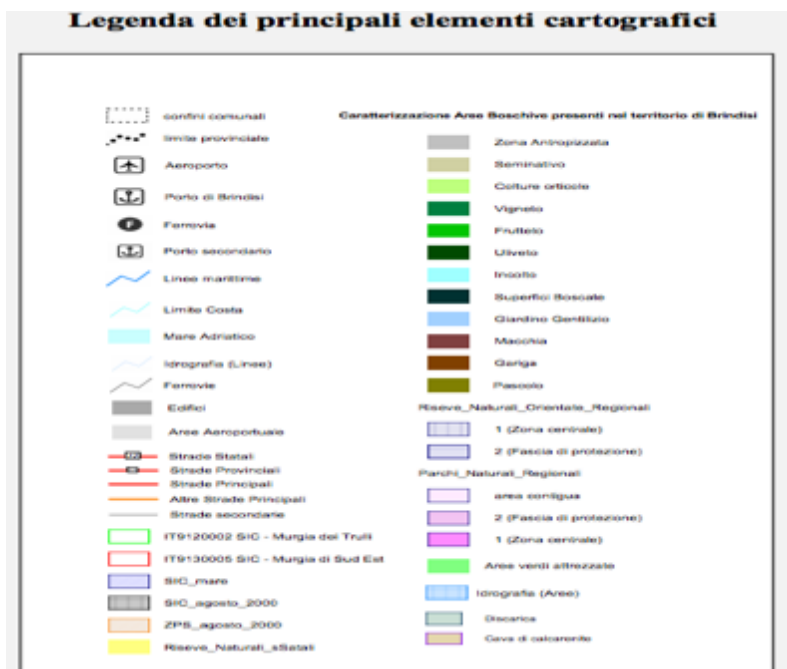 Legenda dei principali elementi cartografici
confini comunali
limite provinciale
Aeroporto
Porto di Brindisi
F
Ferrovia
Porto secondario
Linee marittime
Limite Costa
Mare Adriatico
Idrografia (Linee)
Ferrovie
Edifici
Aree Aeroportuale
Strade Statali
Strade Provinciali
Strade Principali
Altre Strade Principali
Strade secondarie
IT9120002 SIC - Murgia dei Trulli
IT9130005 SIC - Murgia di Sud Est
SIC_mare
SIC_agosto_2000
ZPS_agosto_2000
Riseve_Naturali_sSatali
Caratterizzazione Aree Boschive presenti nel territorio di Brindisi
Zona Antropizzata
Seminativo
Colture orticole
Vigneto
Frutteto
Uliveto
Incolto
Superfici Boscate
Giardino Gentilizio
Macchia
Gariga
Pascolo
Riseve_Naturali_Orientate_Regionali
1 (Zona centrale)
2 (Fascia di protezione)
Parchi_Naturali_Regionali
area contigua
2 (Fascia di protezione)
1 (Zona centrale)
Aree verdi attrezzate
Idrografia (Aree)
Discarica
Cava di calcarenite